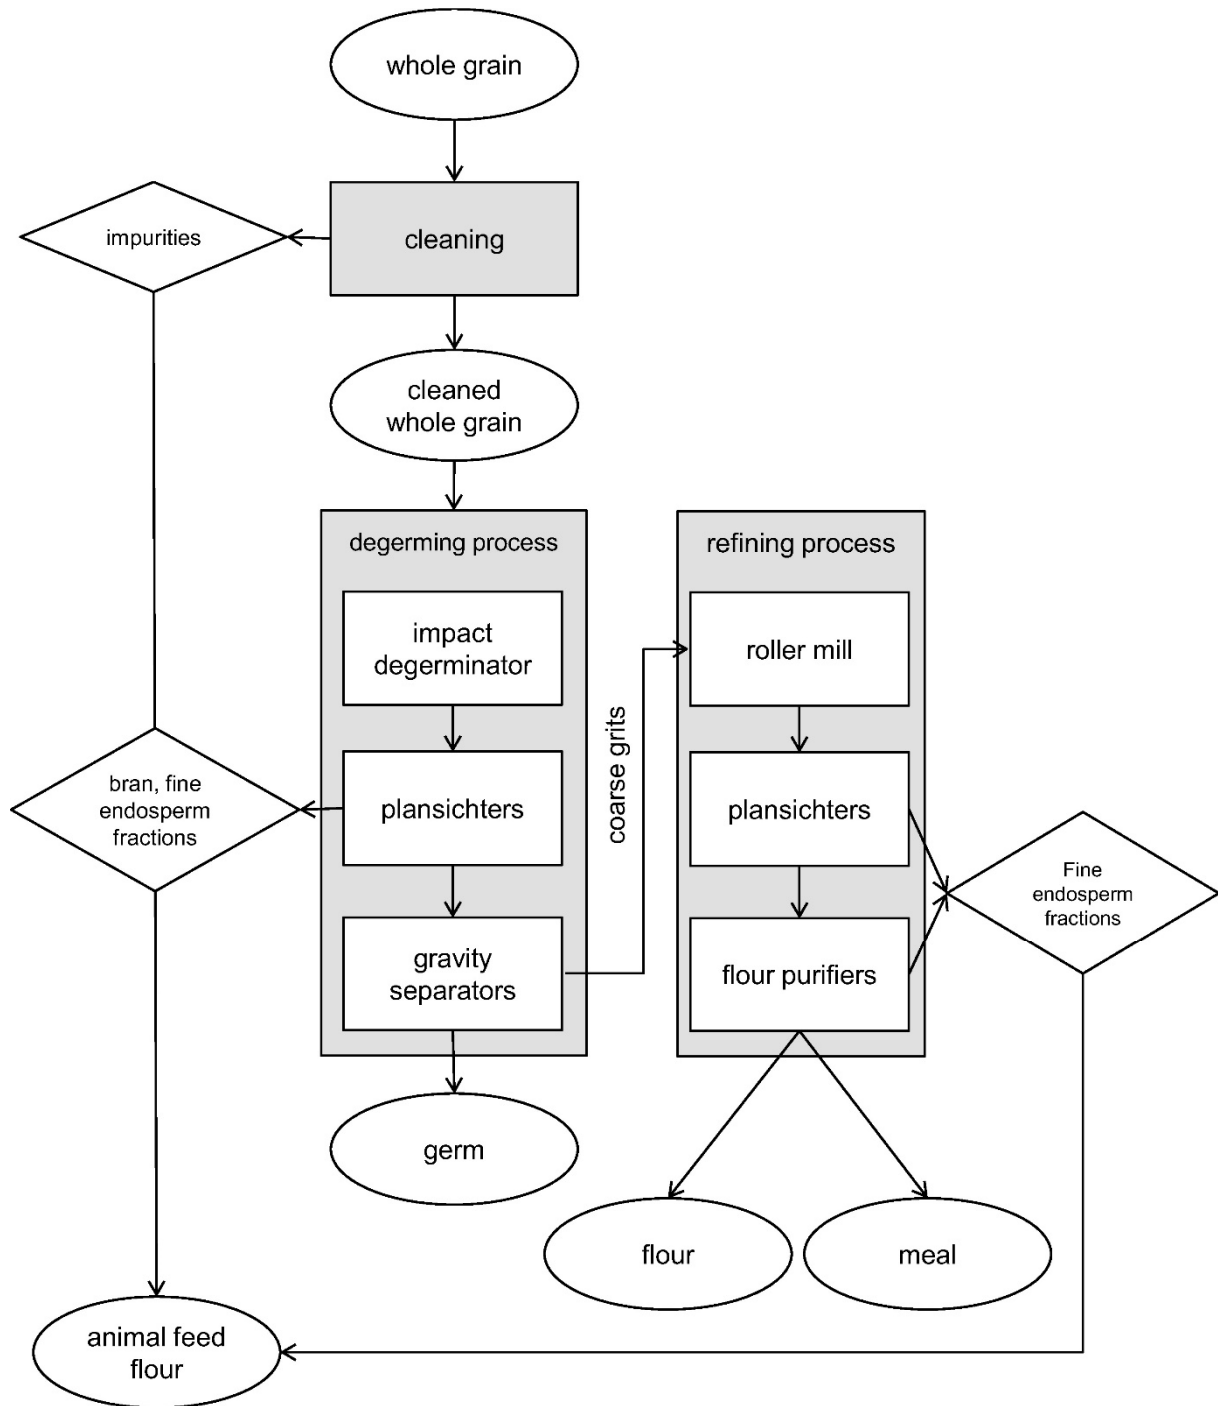 whole grain
impurities
cleaning
cleaned
whole grain
degerming process
refining process
impact
degerminator
roller mill
coarse grits
bran, fine
endosperm
fractions
plansichters
plansichters
Fine
endosperm
fractions
gravity
separators
flour purifiers
germ
flour
meal
animal feed
flour